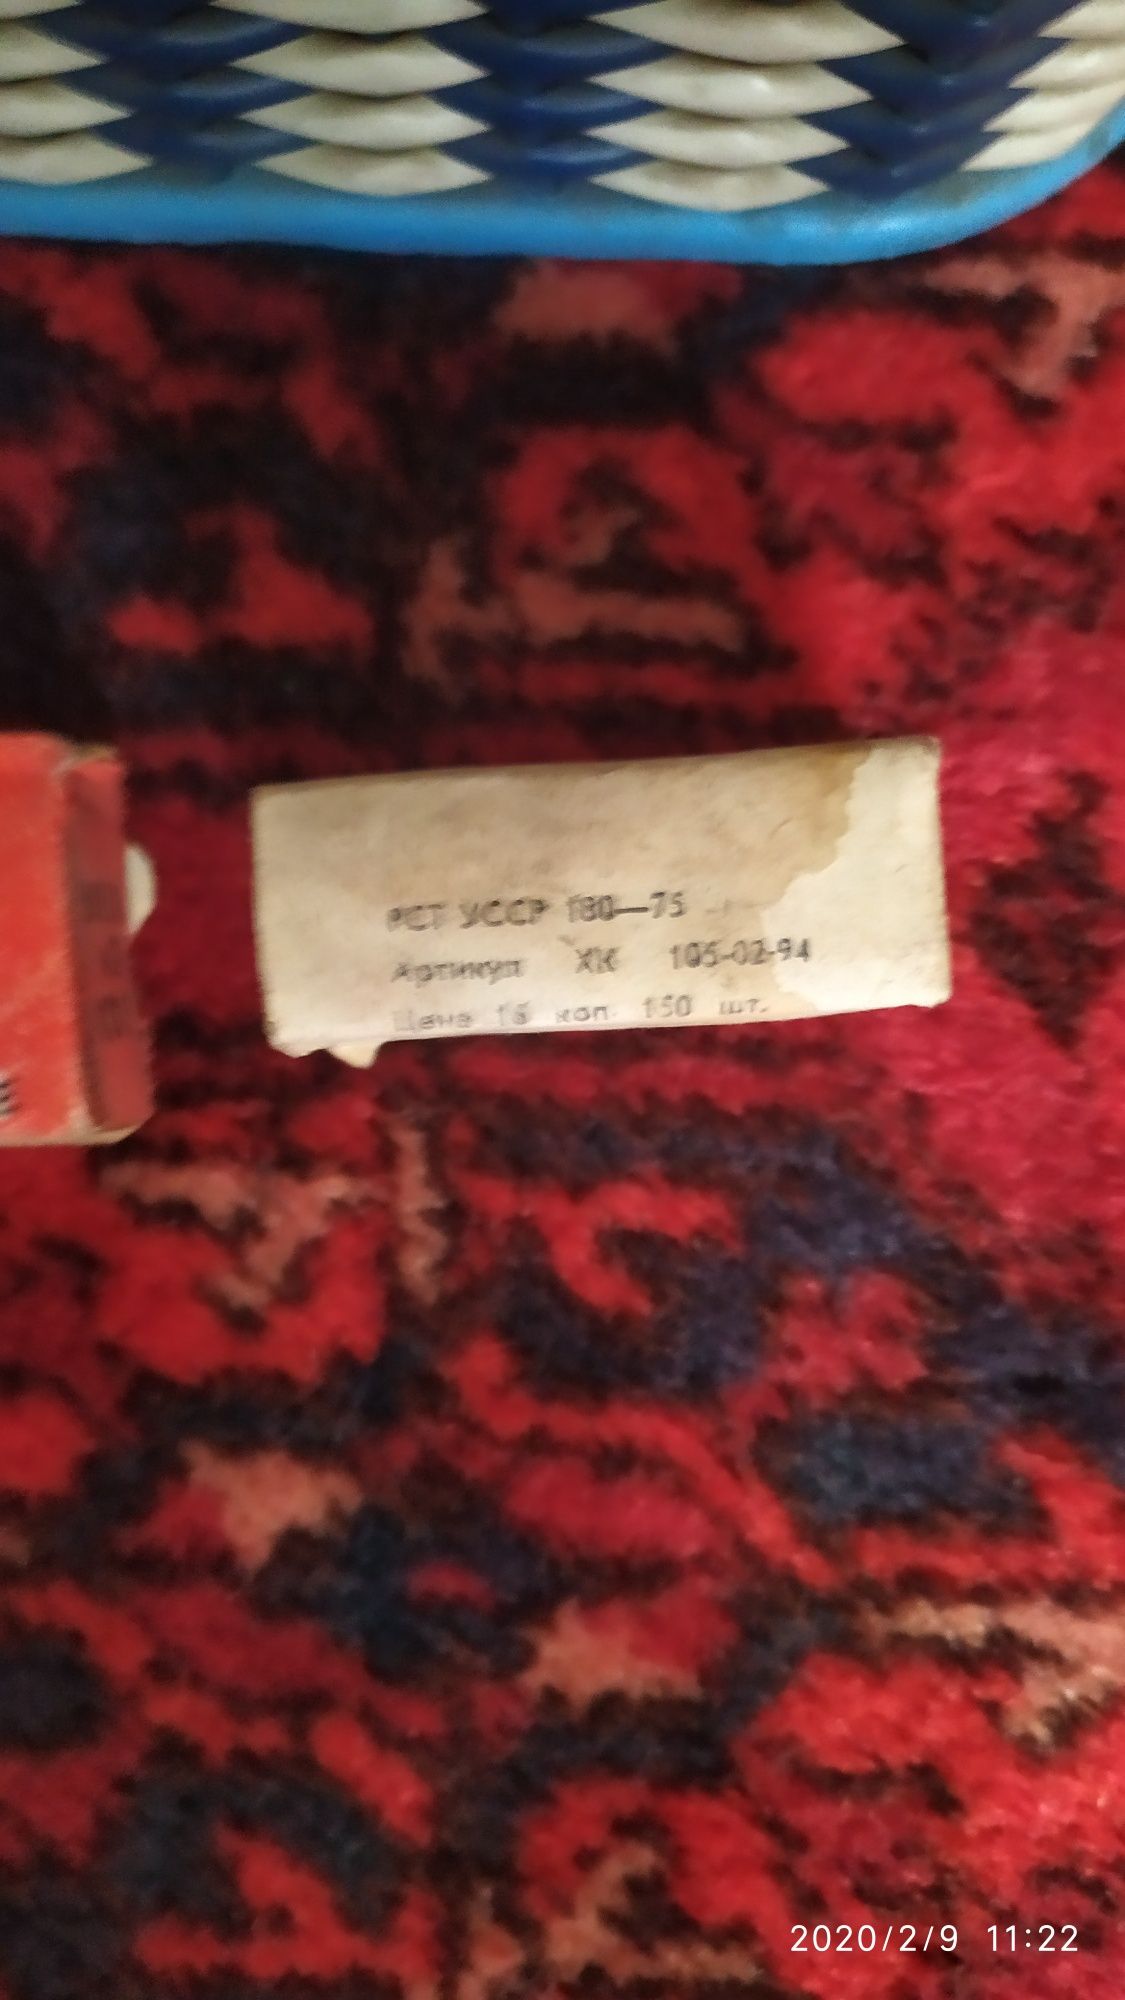 РСТ УССР 180—75
Артикул ХК 105-02-94
Цена 16 коп. 150 шт.
Е
2020/2/9 11:22